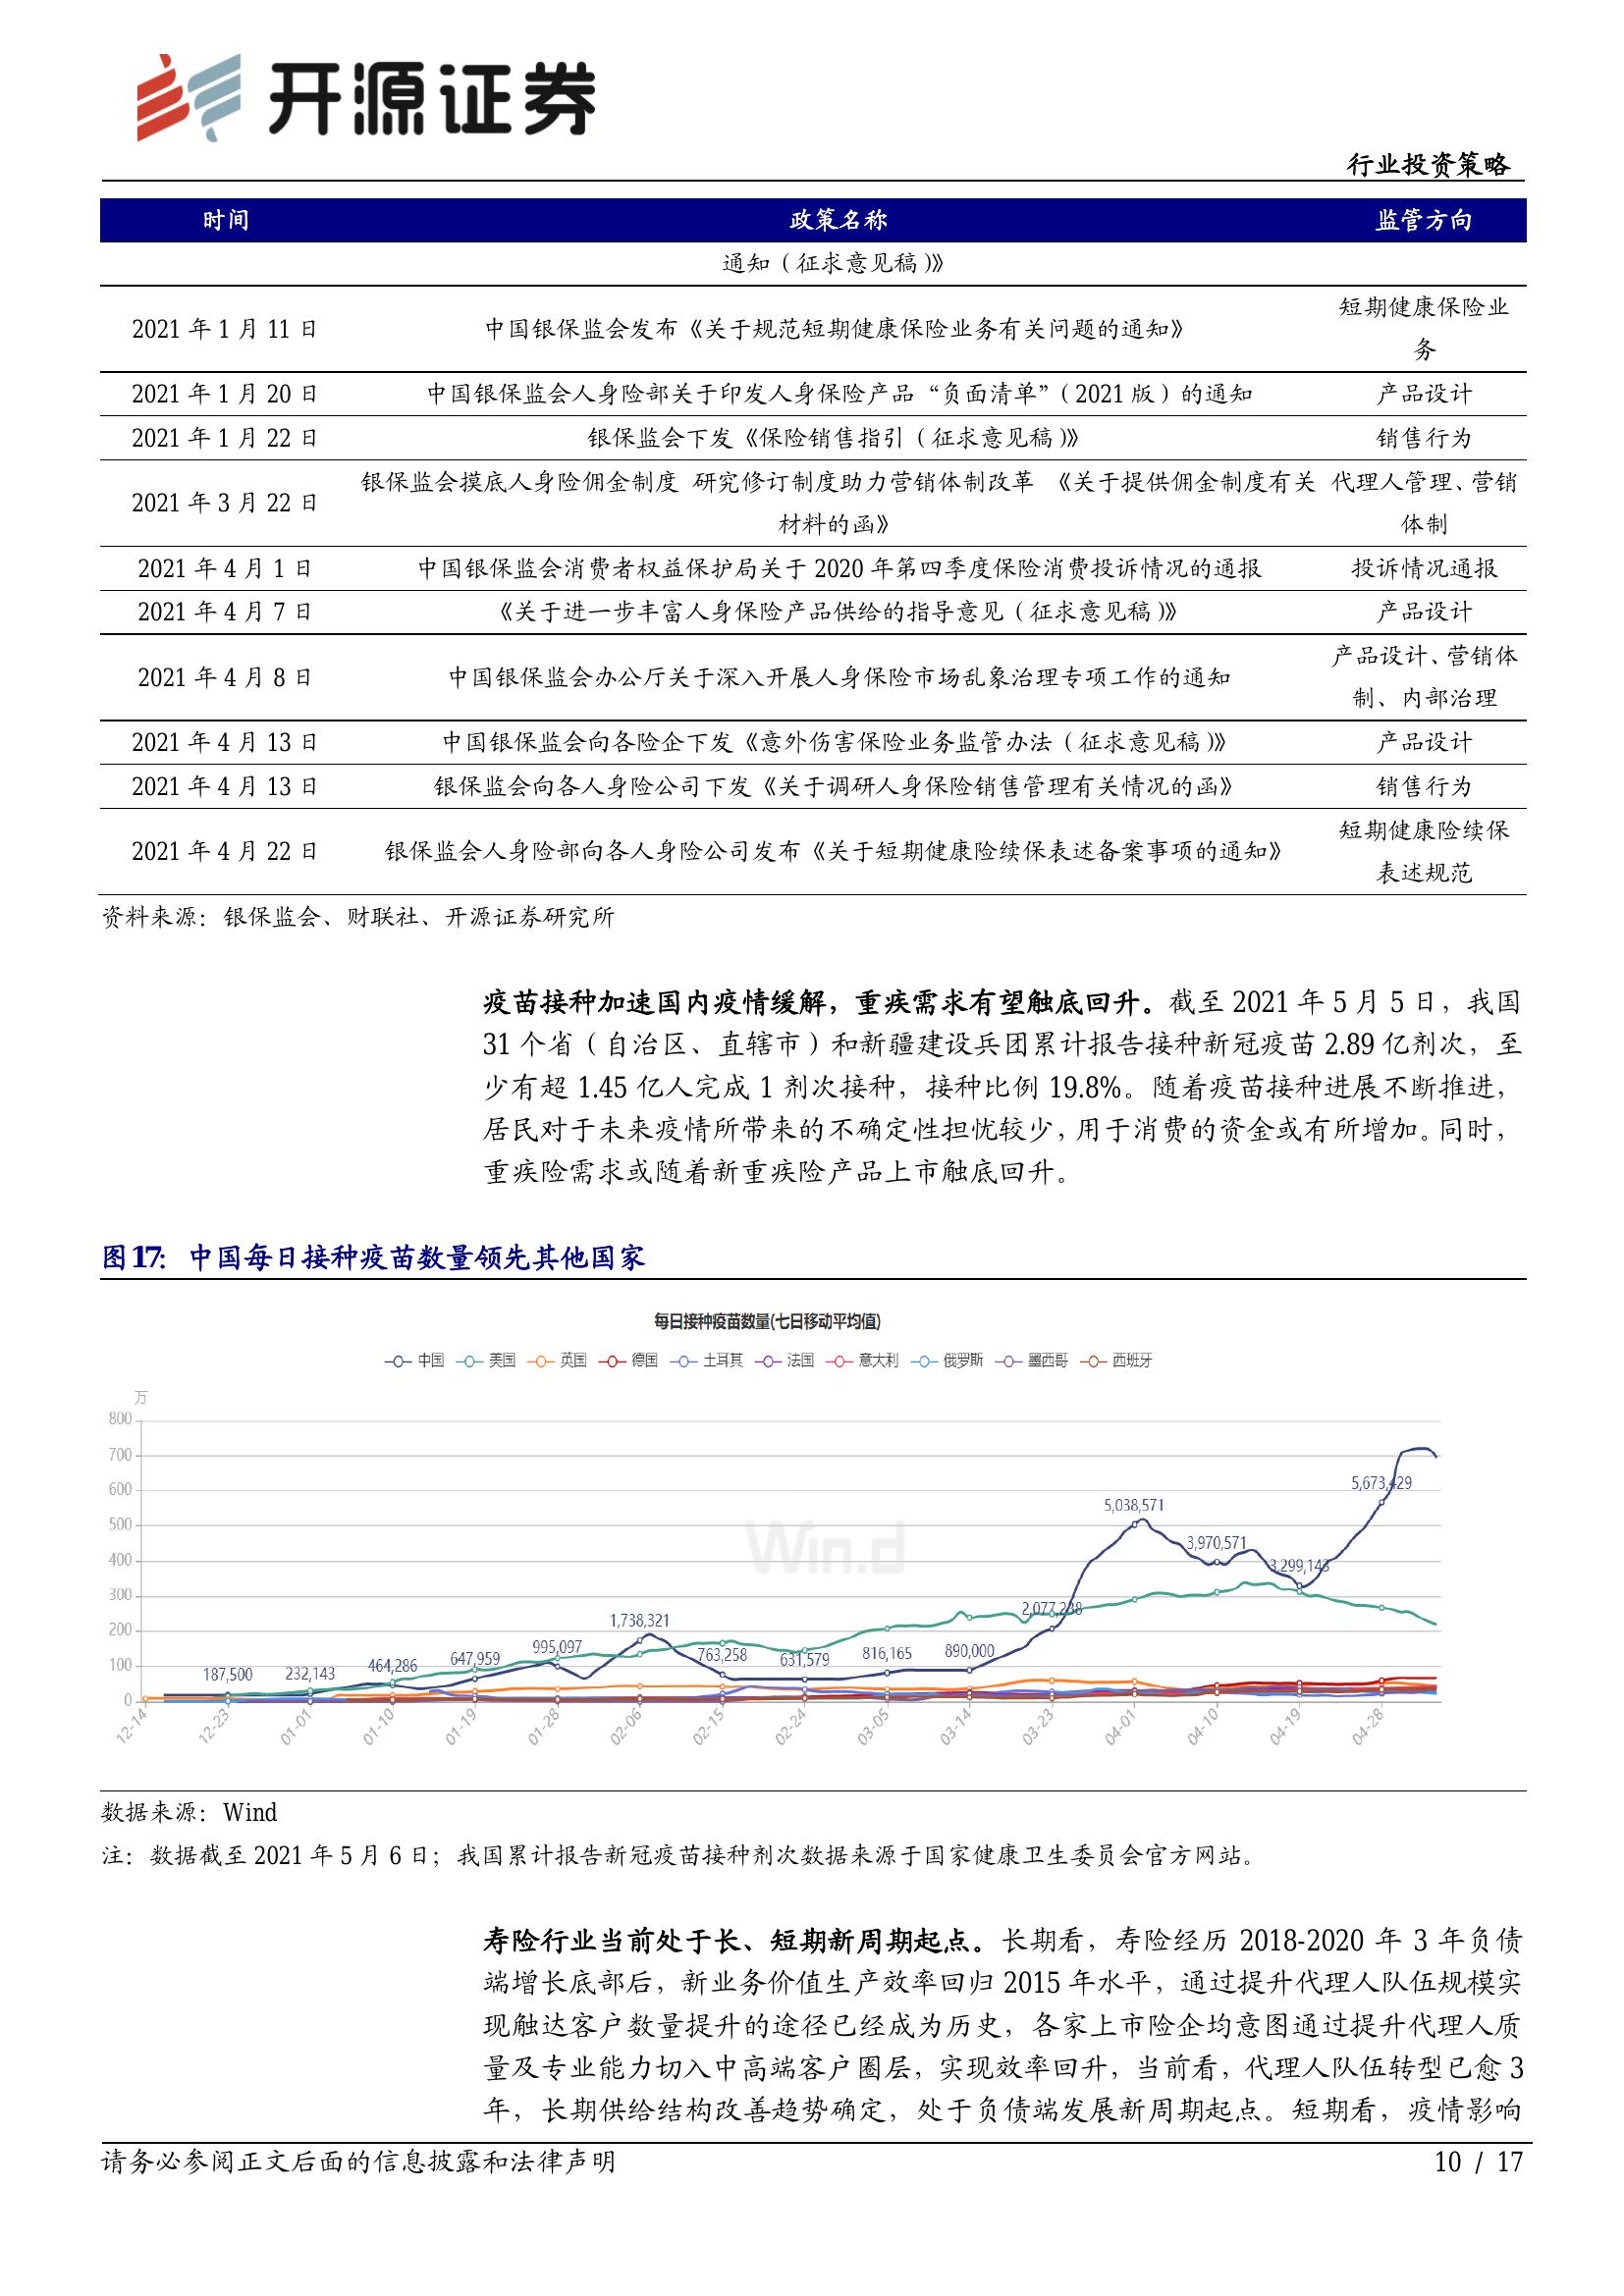 开源证券
行业投资策略
时间 政策名称 监管方向
通知（征求意见稿）》
2021 年 1 月 11 日 中国银保监会发布《关于规范短期健康保险业务有关问题的通知》 短期健康保险业
务
2021 年 1 月 20 日 中国银保监会人身险部关于印发人身保险产品 “负面清单”（2021 版）的通知 产品设计
2021 年 1 月 22 日 银保监会下发《保险销售指引（征求意见稿）》 销售行为
2021 年 3 月 22 日 银保监会摸底人身险佣金制度 研究修订制度助力营销体制改革 《关于提供佣金制度有关 代理人管理、营销
材料的函》 体制
2021 年 4 月 1 日 中国银保监会消费者权益保护局关于 2020 年第四季度保险消费投诉情况的通报 投诉情况通报
2021 年 4 月 7 日 《关于进一步丰富人身保险产品供给的指导意见（征求意见稿）》 产品设计
2021 年 4 月 8 日 中国银保监会办公厅关于深入开展人身保险市场乱象治理专项工作的通知 产品设计、营销体
制、内部治理
2021 年 4 月 13 日 中国银保监会向各险企下发《意外伤害保险业务监管办法（征求意见稿）》 产品设计
2021 年 4 月 13 日 银保监会向各人身险公司下发《关于调研人身保险销售管理有关情况的函》 销售行为
2021 年 4 月 22 日 银保监会人身险部向各人身险公司发布《关于短期健康险续保表述备案事项的通知》 短期健康险续保
表述规范
资料来源：银保监会、财联社、开源证券研究所
疫苗接种加速国内疫情缓解，重疾需求有望触底回升。截至 2021 年 5 月 5 日，我国
31 个省（自治区、直辖市）和新疆建设兵团累计报告接种新冠疫苗 2.89 亿剂次，至
少有超 1.45 亿人完成 1 剂次接种，接种比例 19.8%。随着疫苗接种进展不断推进，
居民对于未来疫情所带来的不确定性担忧较少，用于消费的资金或有所增加。同时，
重疾险需求或随着新重疾险产品上市触底回升。
图17：中国每日接种疫苗数量领先其他国家
每日接种疫苗数量(七日移动平均值)
中国 美国 英国 德国 土耳其 法国 意大利 俄罗斯 墨西哥 西班牙
万
800
700
600
500
400
300
200
100
0
Win.d
187,500 232,143 464,286 647,959 995,097 1,738,321 763,258 631,579 816,165 890,000 2,077,238 5,038,571 3,970,571 3,299,143 5,673,429
12-14 12-23 01-01 01-10 01-19 01-28 02-06 02-15 02-24 03-05 03-14 03-23 04-01 04-10 04-19 04-28
数据来源：Wind
注：数据截至 2021 年 5 月 6 日；我国累计报告新冠疫苗接种剂次数据来源于国家健康卫生委员会官方网站。
寿险行业当前处于长、短期新周期起点。长期看，寿险经历 2018-2020 年 3 年负债
端增长底部后，新业务价值生产效率回归 2015 年水平，通过提升代理人队伍规模实
现触达客户数量提升的途径已经成为历史，各家上市险企均意图通过提升代理人质
量及专业能力切入中高端客户圈层，实现效率回升，当前看，代理人队伍转型已愈 3
年，长期供给结构改善趋势确定，处于负债端发展新周期起点。短期看，疫情影响
请务必参阅正文后面的信息披露和法律声明
10 / 17